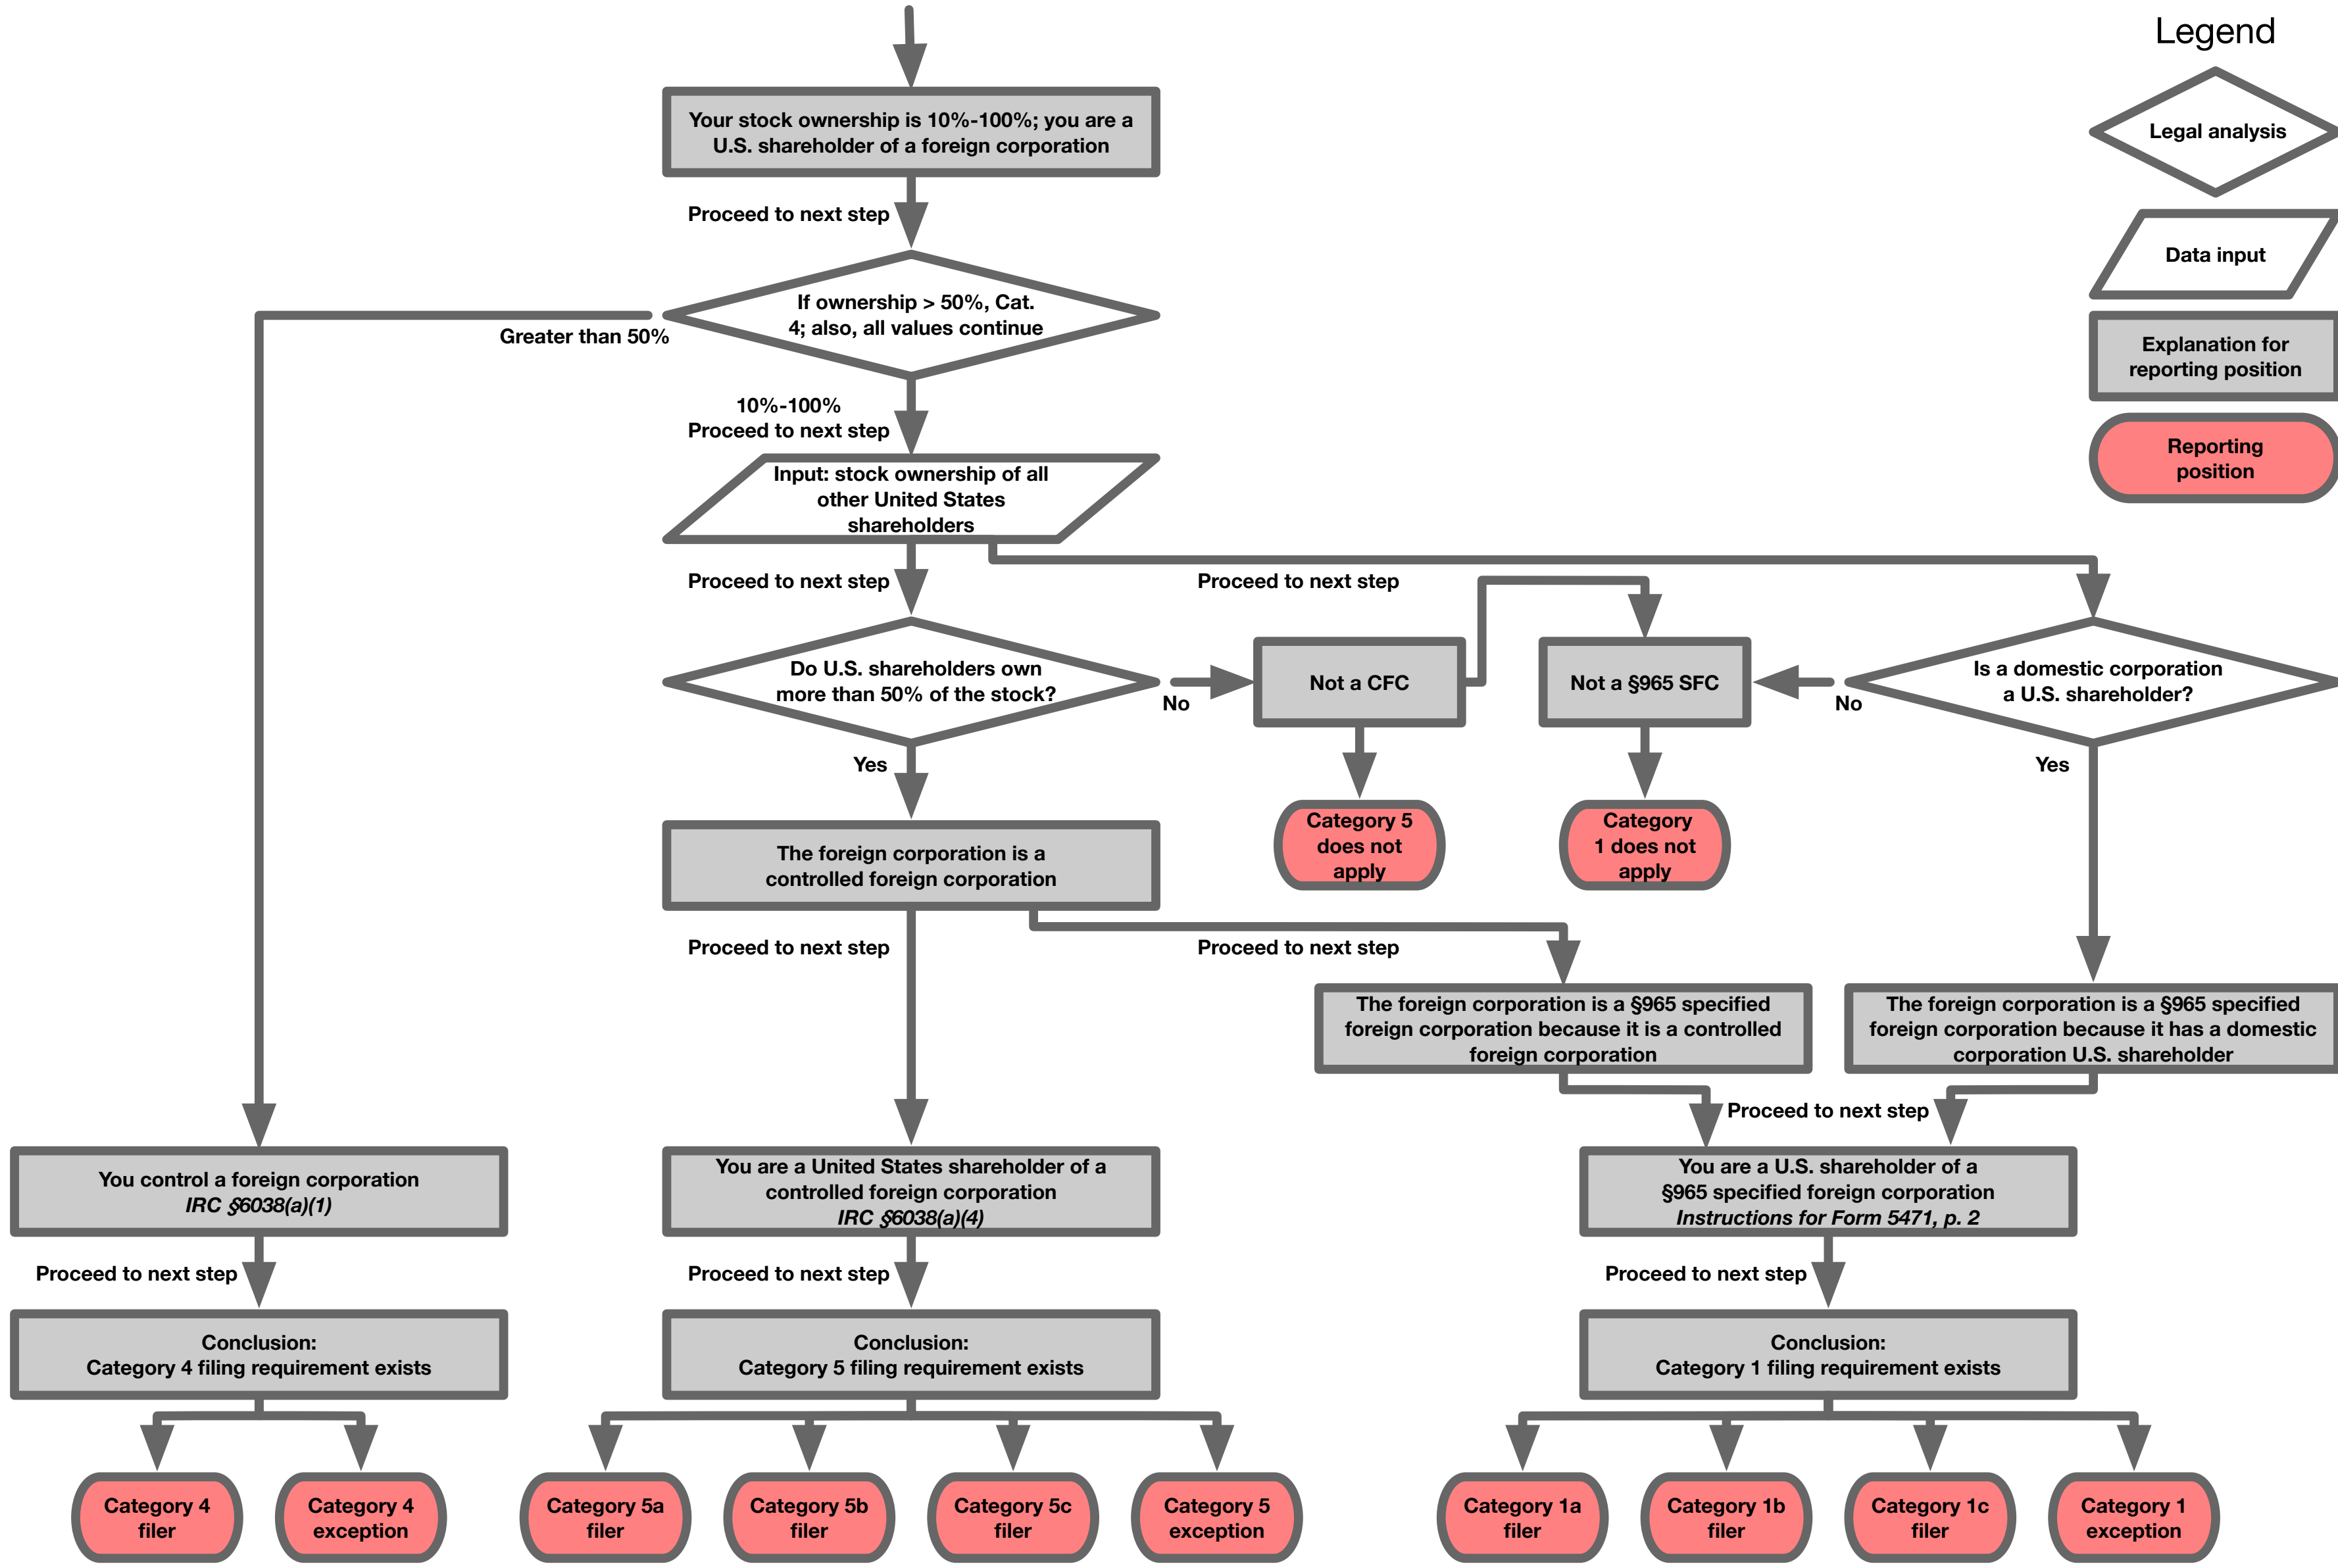 Legend
Legal analysis
Data input
Explanation for
reporting position
Reporting
position
Your stock ownership is 10%-100%; you are a
U.S. shareholder of a foreign corporation
Proceed to next step
If ownership > 50%, Cat.
4; also, all values continue
Greater than 50%
10%-100%
Proceed to next step
Input: stock ownership of all
other United States
shareholders
Proceed to next step
Proceed to next step
Do U.S. shareholders own
more than 50% of the stock?
No
Not a CFC
Not a §965 SFC
No
Is a domestic corporation
a U.S. shareholder?
Yes
Yes
Category 5
does not
apply
Category
1 does not
apply
The foreign corporation is a
controlled foreign corporation
Proceed to next step
Proceed to next step
The foreign corporation is a §965 specified
foreign corporation because it is a controlled
foreign corporation
The foreign corporation is a §965 specified
foreign corporation because it has a domestic
corporation U.S. shareholder
Proceed to next step
You control a foreign corporation
IRC §6038(a)(1)
You are a United States shareholder of a
controlled foreign corporation
IRC §6038(a)(4)
You are a U.S. shareholder of a
§965 specified foreign corporation
Instructions for Form 5471, p. 2
Proceed to next step
Proceed to next step
Proceed to next step
Conclusion:
Category 4 filing requirement exists
Conclusion:
Category 5 filing requirement exists
Conclusion:
Category 1 filing requirement exists
Category 4
filer
Category 4
exception
Category 5a
filer
Category 5b
filer
Category 5c
filer
Category 5
exception
Category 1a
filer
Category 1b
filer
Category 1c
filer
Category 1
exception